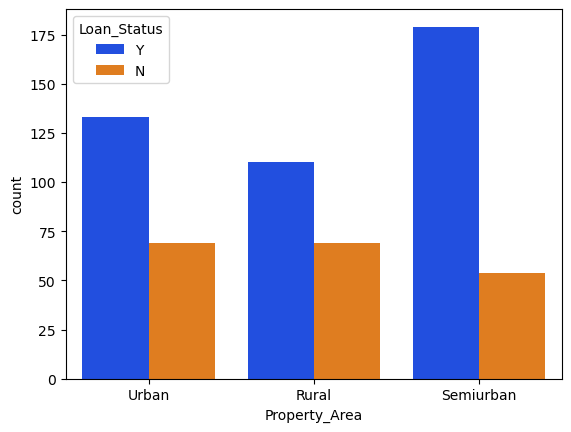 Loan_Status
Y
N
175
150
125
100
75
50
25
0
count
Urban
Rural
Semiurban
Property_Area